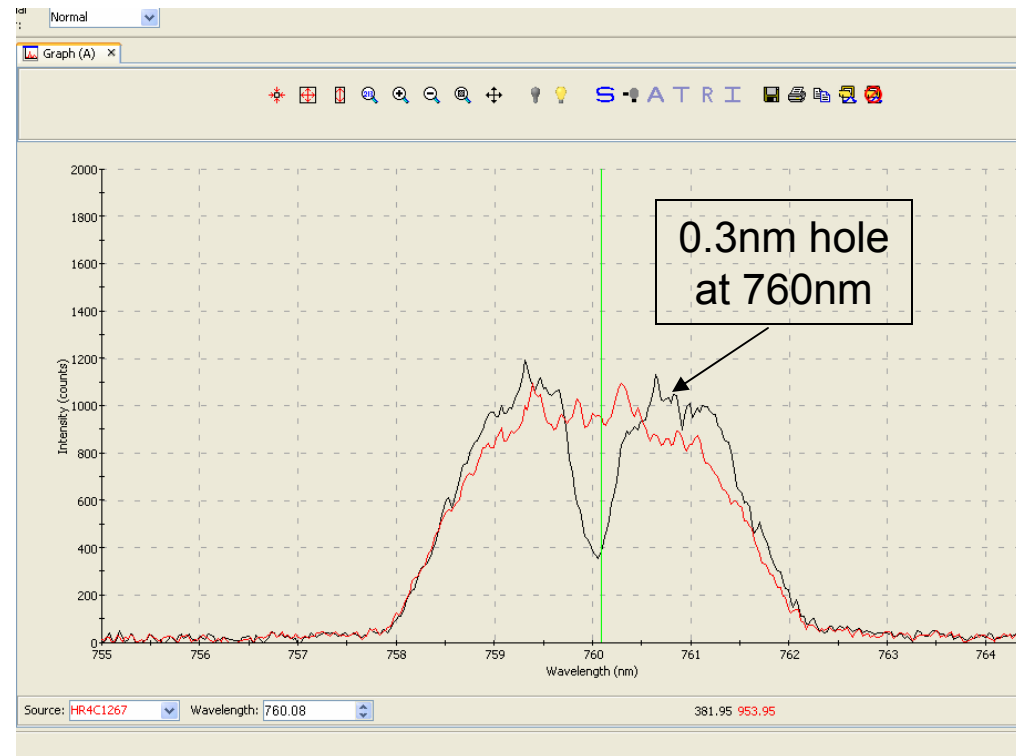 Normal
Graph (A)
S A T R I
0.3nm hole
at 760nm
Intensity (counts)
2000
1800
1600
1400
1200
1000
800
600
400
200
0
755 756 757 758 759 760 761 762 763 764
Wavelength (nm)
Source: HR4C1267 Wavelength: 760.08 381.95 953.95